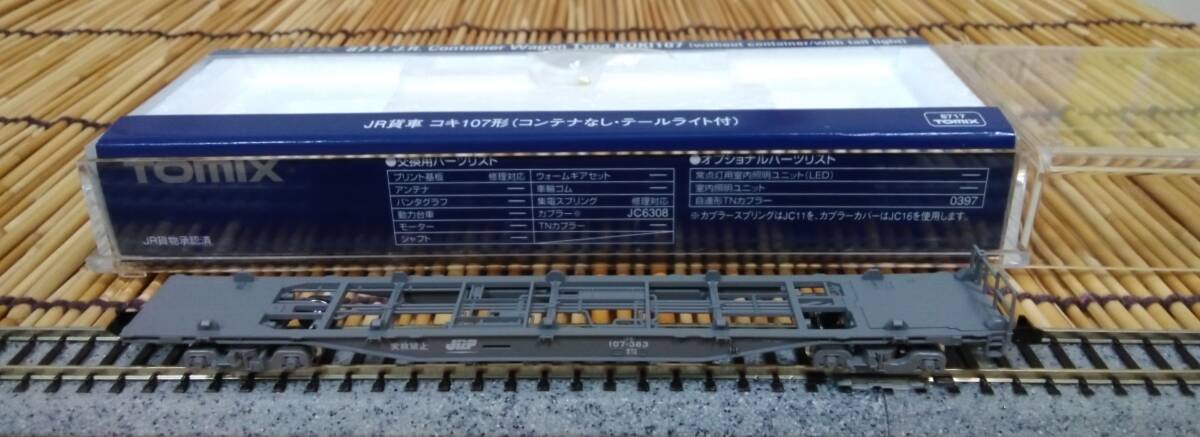 8717 J.R. Container Wagon Type KOKI107 (without container/with tail light)
JR貨車 コキ107形(コンテナなし・テールライト付)
8717
TOMIX
TOMIX
●交換用パーツリスト
プリント基板 修理対応
アンテナ —
パンタグラフ —
動力台車 —
モーター —
シャフト —
ウォームギアセット —
車輪ゴム —
集電スプリング 修理対応
カプラー※ JC6308
TNカプラー —
●オプショナルパーツリスト
常点灯用室内照明ユニット(LED) —
室内照明ユニット —
自連形TNカプラー 0397
※カプラースプリングはJC11を、カプラーカバーはJC16を使用します。
JR貨物承認済
突放禁止
JRF
107-383